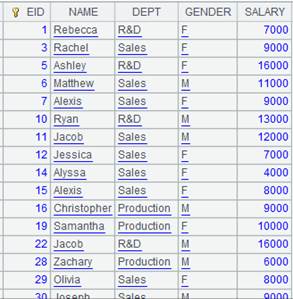 EID NAME DEPT GENDER SALARY
1 Rebecca R&D F 7000
3 Rachel Sales F 9000
5 Ashley R&D F 16000
6 Matthew Sales M 11000
7 Alexis Sales F 9000
10 Ryan R&D M 13000
11 Jacob Sales M 12000
12 Jessica Sales F 7000
14 Alyssa Sales F 4000
15 Alexis Sales F 8000
16 Christopher Production M 9000
19 Samantha Production F 10000
22 Jacob R&D M 16000
28 Zachary Production M 6000
29 Olivia Sales F 8000
30 Joseph Sales M 9000